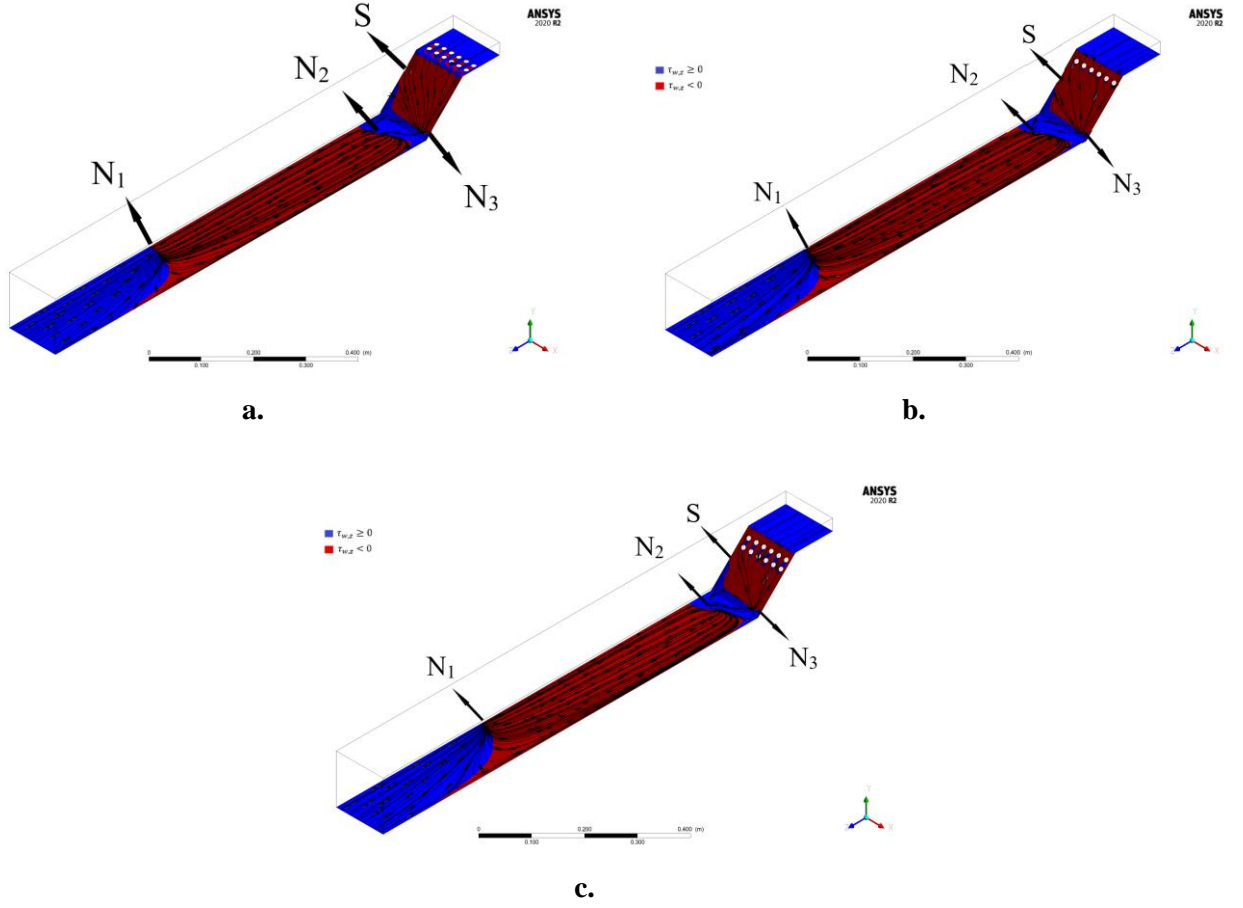 ANSYS
2020 R2
S
N₂
N₁
N₃
0 0.200 0.400 (m)
0.100 0.300
Y
Z X
a.
ANSYS
2020 R2
τw,z ≥ 0
τw,z < 0
S
N₂
N₁
N₃
0 0.200 0.400 (m)
0.100 0.300
Y
Z X
b.
ANSYS
2020 R2
τw,z ≥ 0
τw,z < 0
S
N₂
N₁
N₃
0 0.200 0.400 (m)
0.100 0.300
Y
Z X
c.